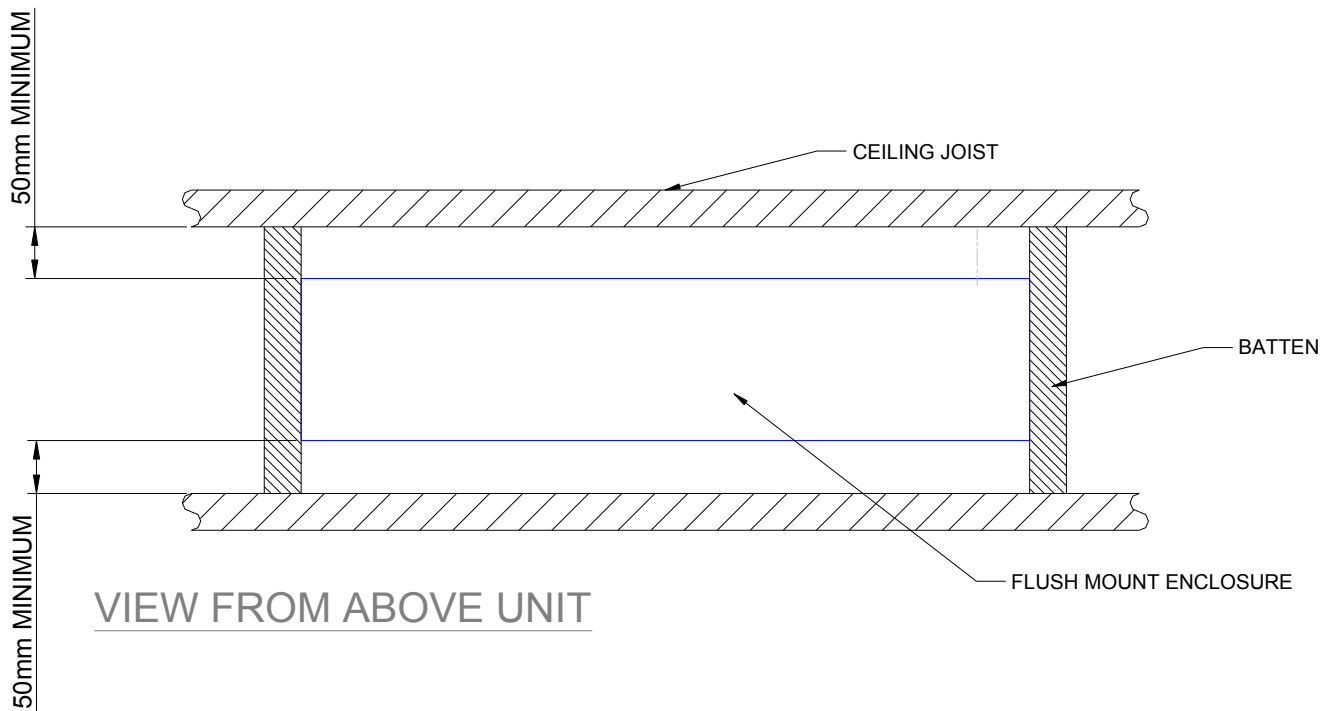 50mm MINIMUM
CEILING JOIST
BATTEN
FLUSH MOUNT ENCLOSURE
VIEW FROM ABOVE UNIT
50mm MINIMUM